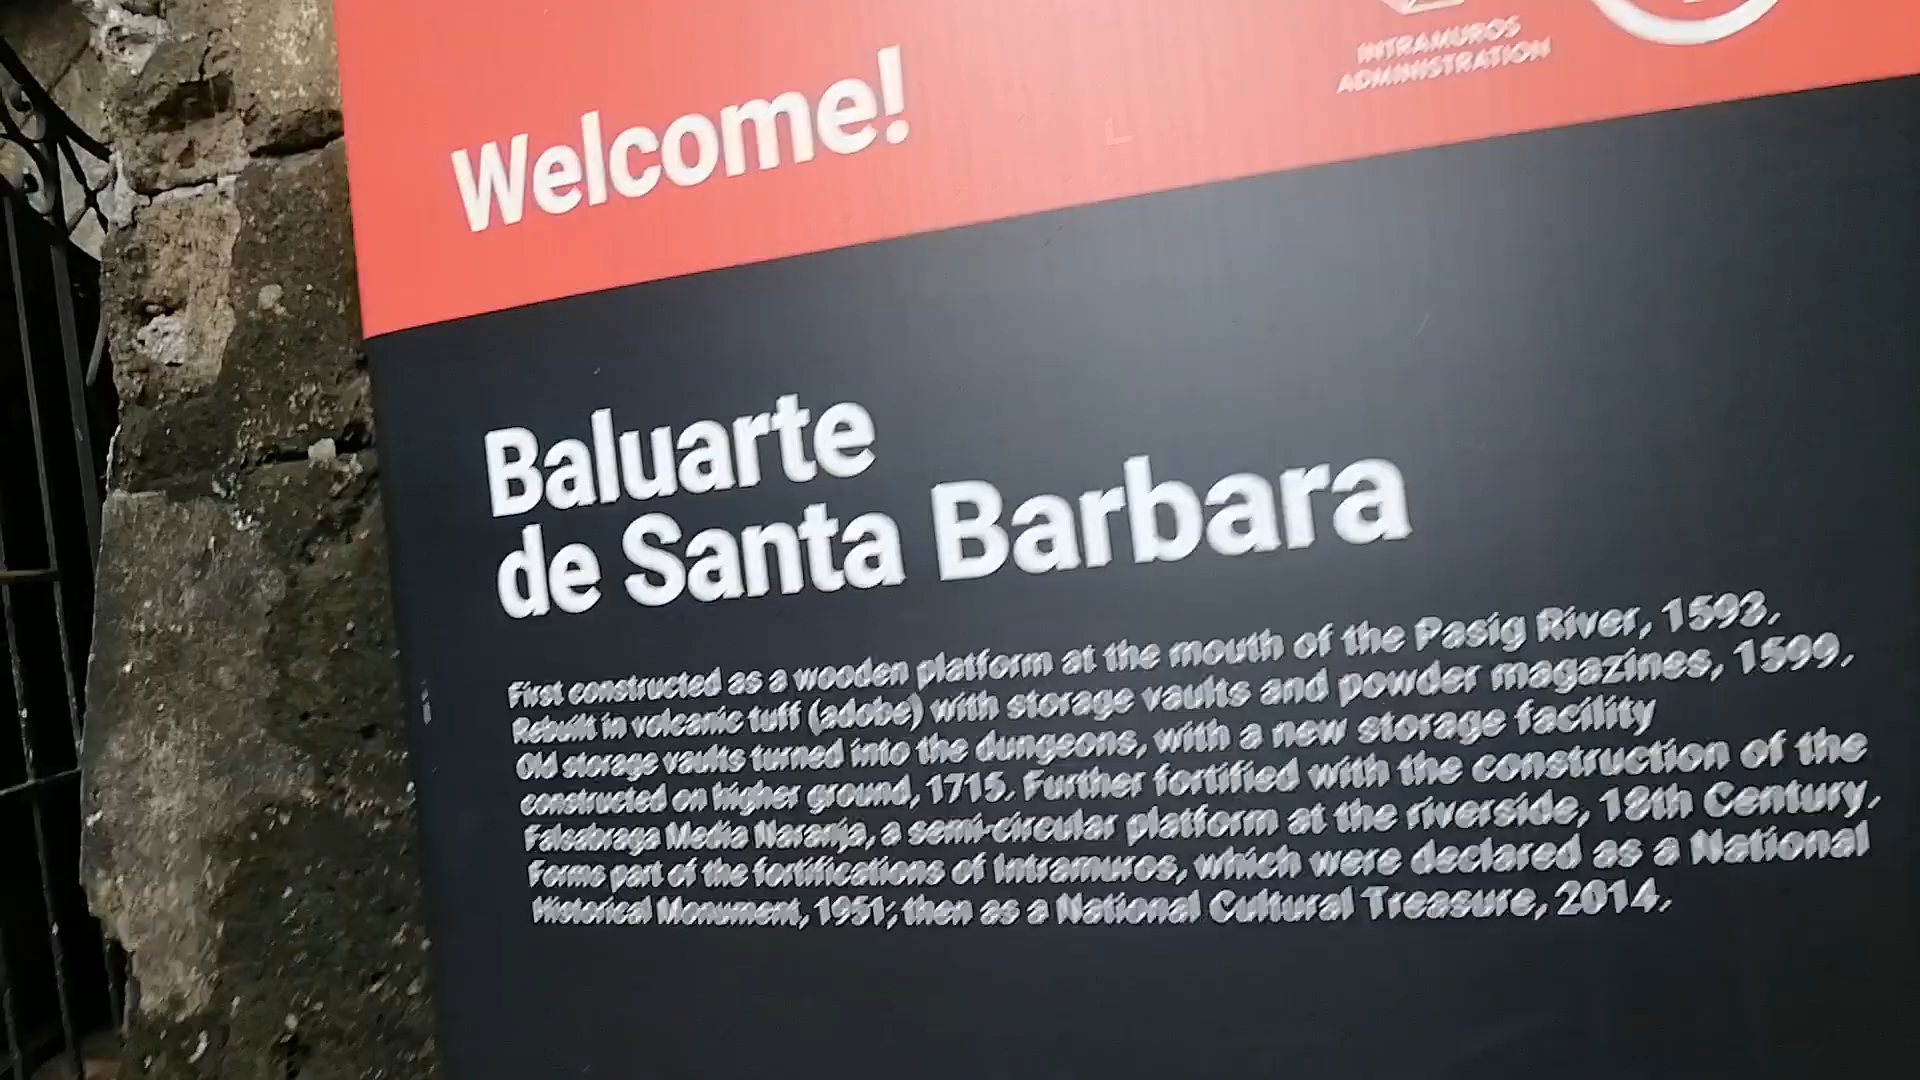 INTRAMUROS
ADMINISTRATION
Welcome!
Baluarte
de Santa Barbara
First constructed as a wooden platform at the mouth of the Pasig River, 1593.
Rebuilt in volcanic tuff (adobe) with storage vaults and powder magazines, 1599.
Old storage vaults turned into the dungeons, with a new storage facility
constructed on higher ground, 1715. Further fortified with the construction of the
Falsabraga Media Naranja, a semi-circular platform at the riverside, 18th Century.
Forms part of the fortifications of Intramuros, which were declared as a National
Historical Monument, 1951; then as a National Cultural Treasure, 2014.